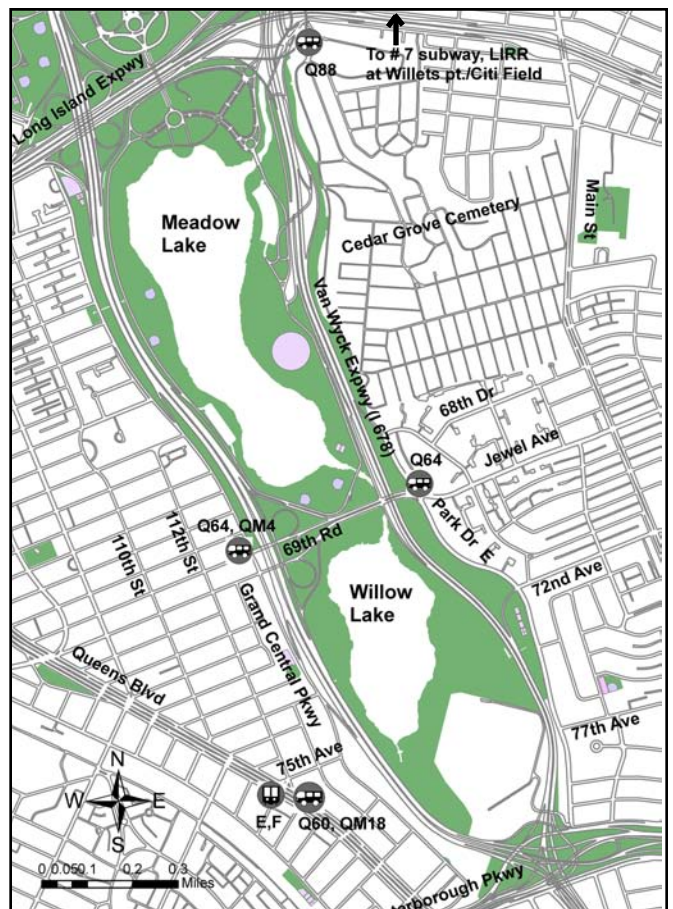 To # 7 subway, LIRR
at Willets pt./Citi Field
Q88
Long Island Expwy
Main St
Meadow
Lake
Cedar Grove Cemetery
Van Wyck Expwy (I 678)
68th Dr
Jewel Ave
Q64
Park Dr E
Q64, QM4
69th Rd
112th St
110th St
72nd Ave
Willow
Lake
Grand Central Pkwy
Queens Blvd
77th Ave
75th Ave
N
W
E
S
E,F
Q60, QM18
0 0.050.1 0.2 0.3
Miles
terborough Pkwy